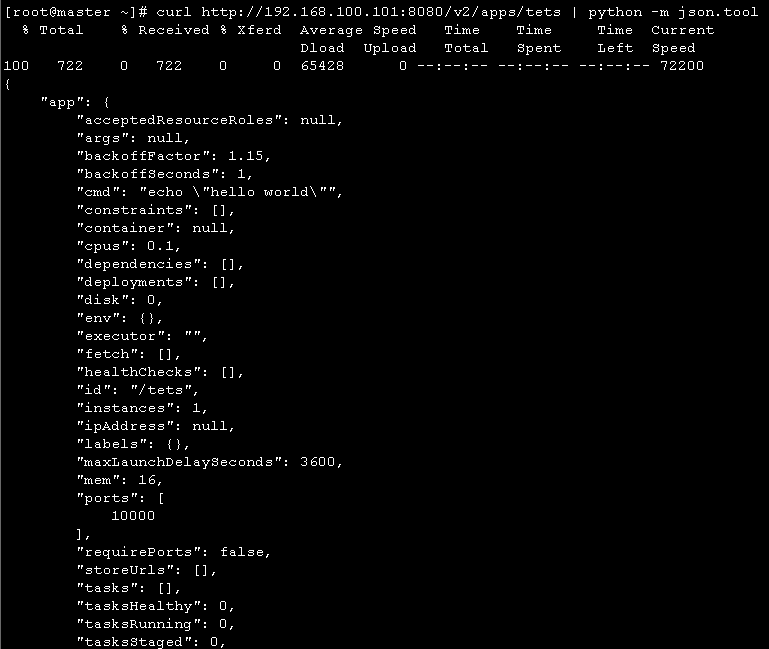 [root@master ~]# curl http://192.168.100.101:8080/v2/apps/tets | python -m json.tool
  % Total    % Received % Xferd  Average Speed   Time    Time     Time  Current
                                 Dload  Upload   Total   Spent    Left  Speed
100   722    0   722    0     0  65428      0 --:--:-- --:--:-- --:--:-- 72200
{
    "app": {
        "acceptedResourceRoles": null,
        "args": null,
        "backoffFactor": 1.15,
        "backoffSeconds": 1,
        "cmd": "echo \"hello world\"",
        "constraints": [],
        "container": null,
        "cpus": 0.1,
        "dependencies": [],
        "deployments": [],
        "disk": 0,
        "env": {},
        "executor": "",
        "fetch": [],
        "healthChecks": [],
        "id": "/tets",
        "instances": 1,
        "ipAddress": null,
        "labels": {},
        "maxLaunchDelaySeconds": 3600,
        "mem": 16,
        "ports": [
            10000
        ],
        "requirePorts": false,
        "storeUrls": [],
        "tasks": [],
        "tasksHealthy": 0,
        "tasksRunning": 0,
        "tasksStaged": 0,